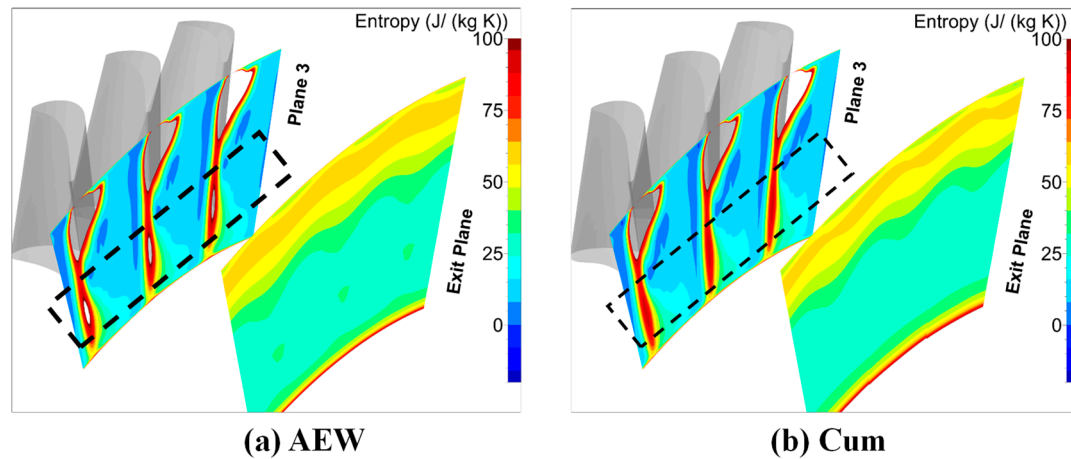 Entropy (J/ (kg K))
100
75
50
25
0
Plane 3
Exit Plane
(a) AEW
Entropy (J/ (kg K))
100
75
50
25
0
Plane 3
Exit Plane
(b) Cum